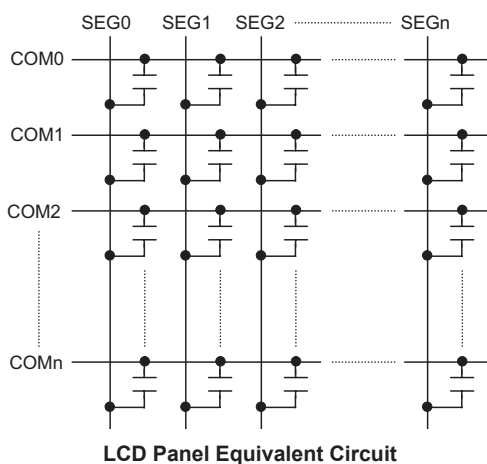 SEG0 SEG1 SEG2 SEGn
COM0
COM1
COM2
COMn
LCD Panel Equivalent Circuit